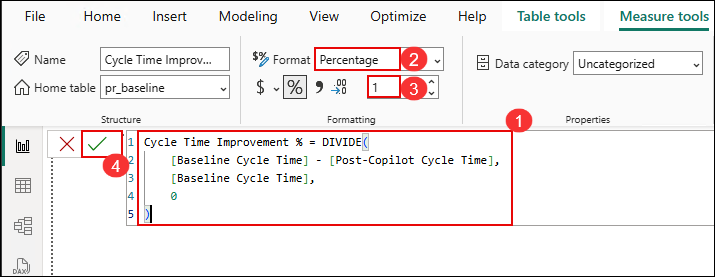 File Home Insert Modeling View Optimize Help Table tools Measure tools
Name Cycle Time Improv... $% Format Percentage 2 Data category Uncategorized
Home table pr_baseline $ % 9 .00 1 3
Structure Formatting Properties
1
4
1 Cycle Time Improvement % = DIVIDE(
2 [Baseline Cycle Time] - [Post-Copilot Cycle Time],
3 [Baseline Cycle Time],
4 0
5 )
DAX